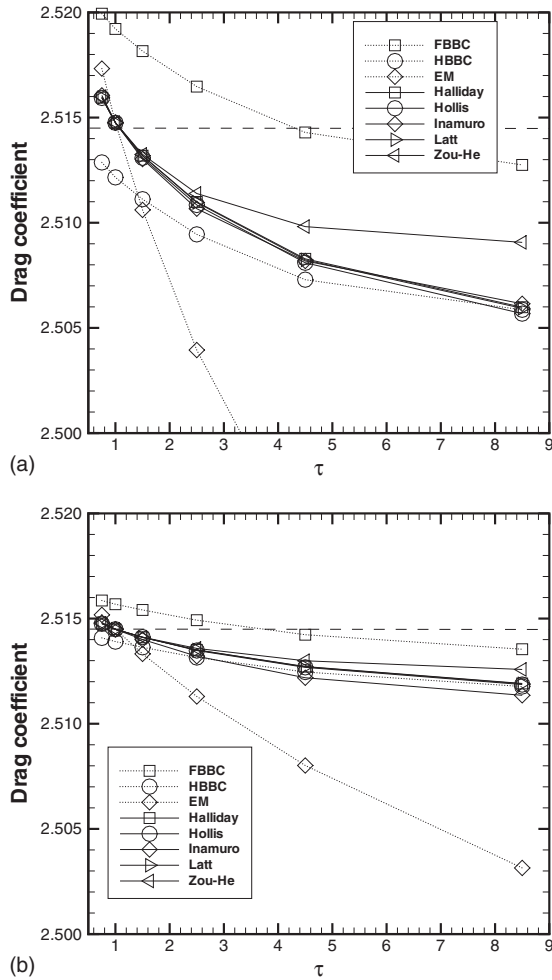 2.520
2.515
2.510
2.505
2.500
Drag coefficient
FBBC
HBBC
EM
Halliday
Hollis
Inamuro
Latt
Zou-He
1 2 3 4 5 6 7 8 9
τ
(a)
2.520
2.515
2.510
2.505
2.500
Drag coefficient
FBBC
HBBC
EM
Halliday
Hollis
Inamuro
Latt
Zou-He
1 2 3 4 5 6 7 8 9
τ
(b)